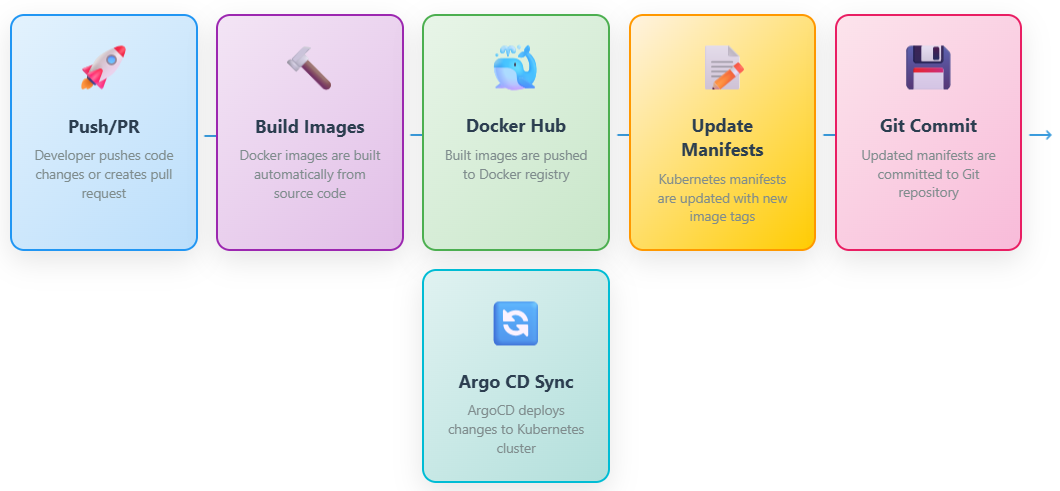 Push/PR
Developer pushes code
changes or creates pull
request
Build Images
Docker images are built
automatically from
source code
Docker Hub
Built images are pushed
to Docker registry
Update
Manifests
Kubernetes manifests
are updated with new
image tags
Git Commit
Updated manifests are
committed to Git
repository
Argo CD Sync
ArgoCD deploys
changes to Kubernetes
cluster